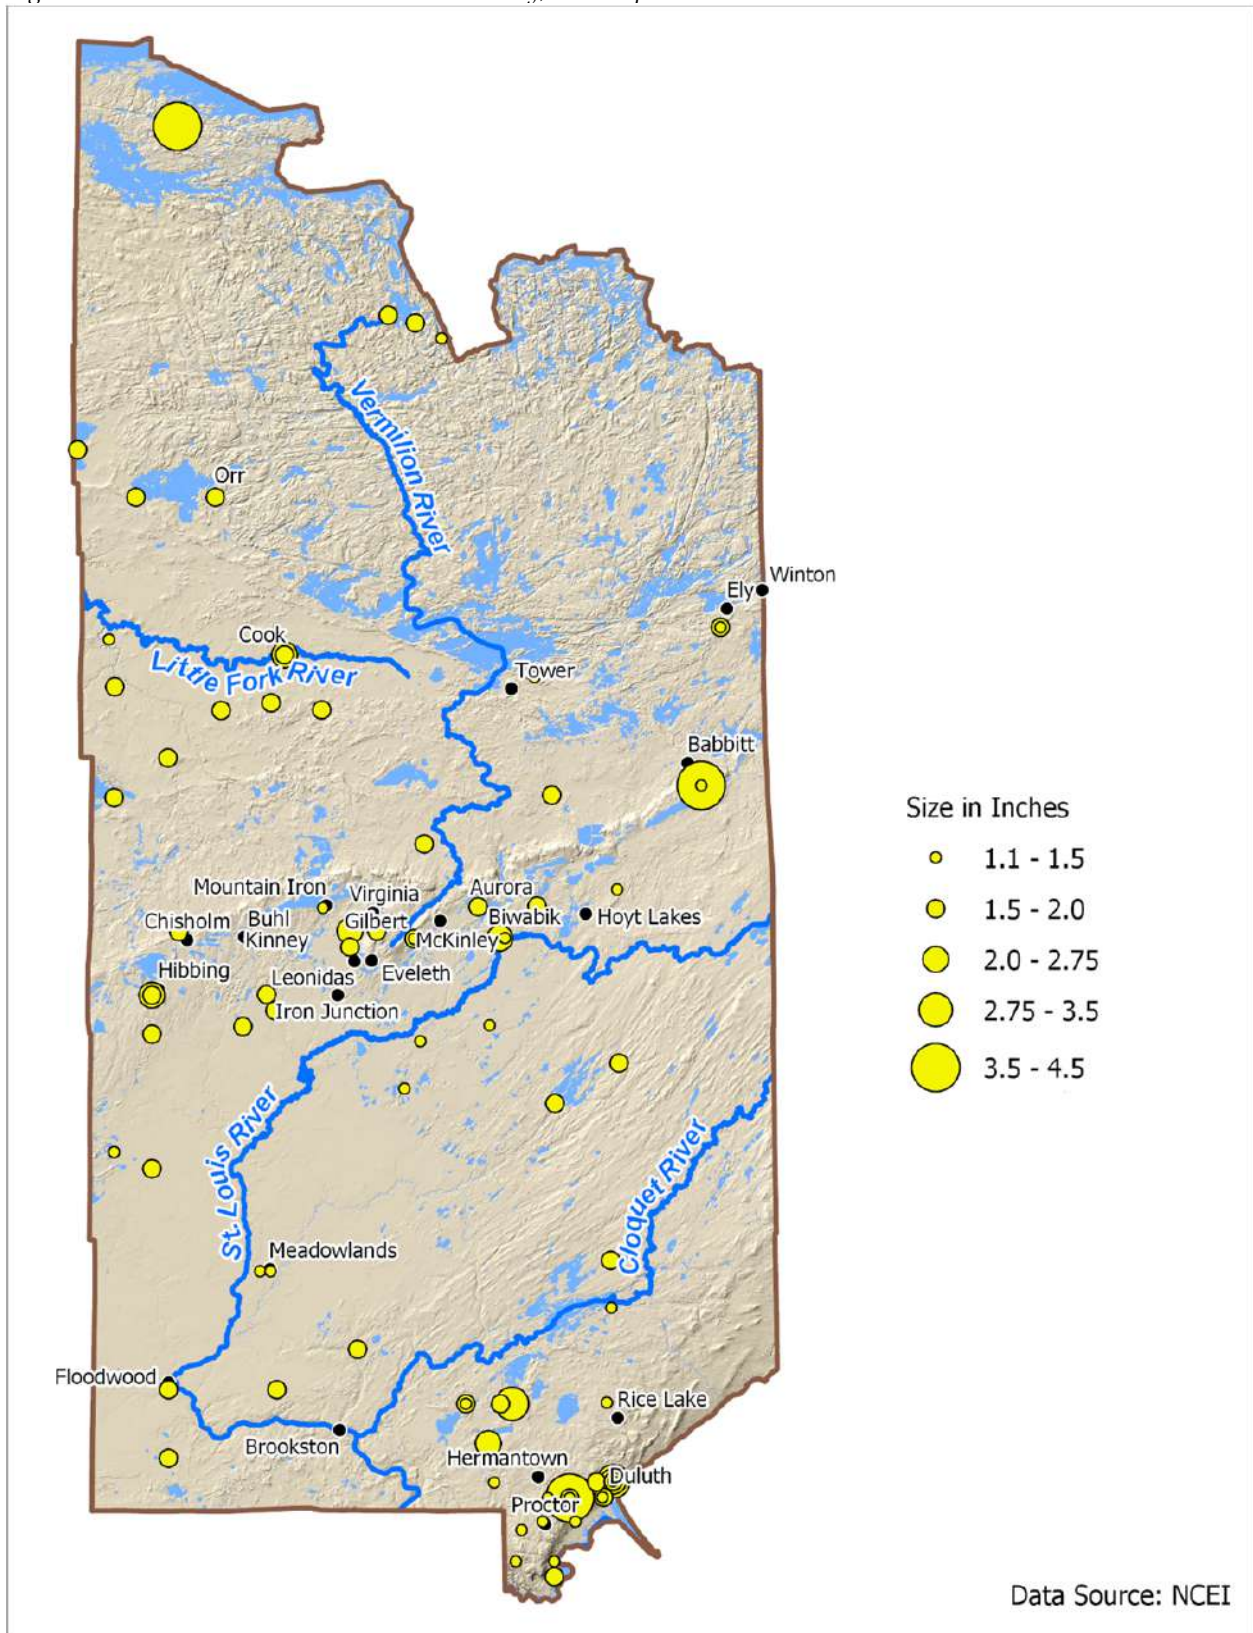 Orr
Vermilion River
Winton
Ely
Cook
Little Fork River
Tower
Babbitt
Size in Inches
1.1 - 1.5
1.5 - 2.0
2.0 - 2.75
2.75 - 3.5
3.5 - 4.5
Mountain Iron
Virginia
Aurora
Chisholm
Buhl
Gilbert
Biwabik
Hoyt Lakes
Kinney
McKinley
Hibbing
Leonidas
Eveleth
Iron Junction
St. Louis River
Cloquet River
Meadowlands
Floodwood
Rice Lake
Brookston
Hermantown
Duluth
Proctor
Data Source: NCEI